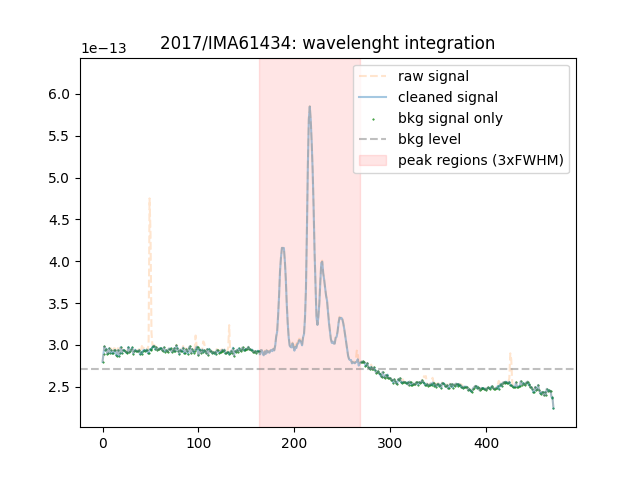 2017/IMA61434: wavelenght integration
1e−13
raw signal
cleaned signal
bkg signal only
bkg level
peak regions (3xFWHM)
6.0
5.5
5.0
4.5
4.0
3.5
3.0
2.5
0 100 200 300 400